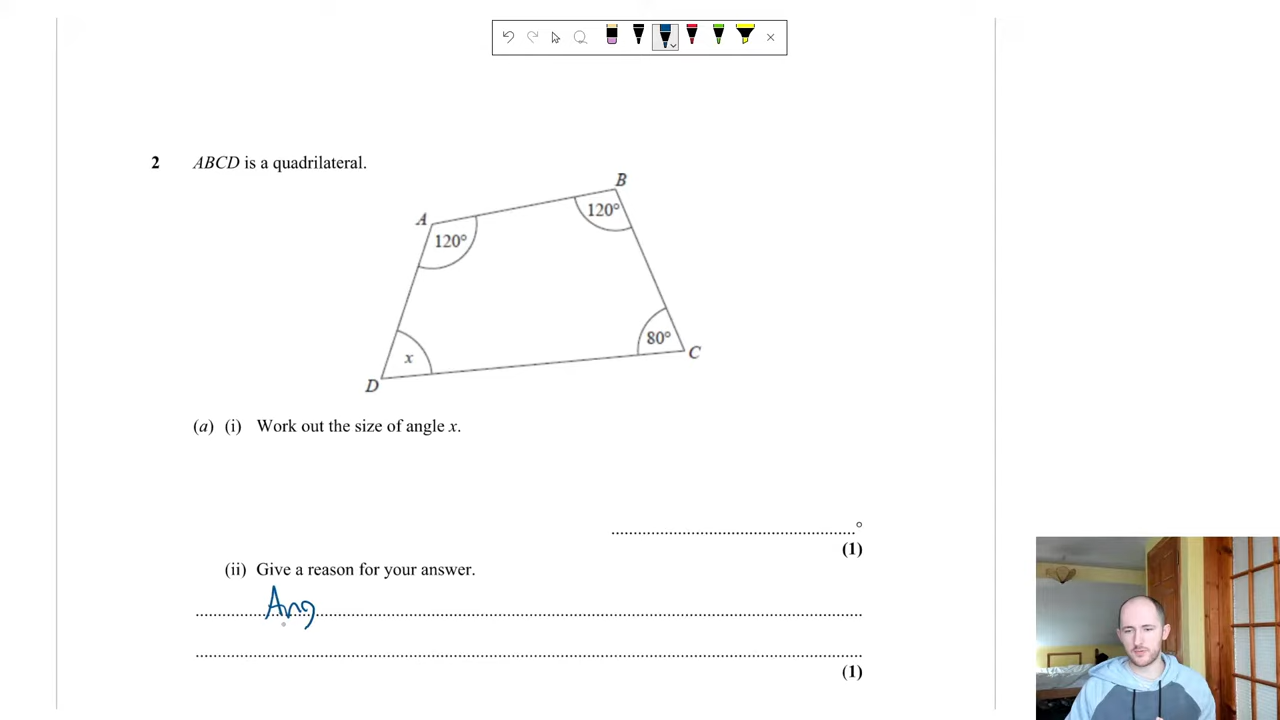 2 ABCD is a quadrilateral.
B
A
120°
120°
80°
x
C
D
(a) (i) Work out the size of angle x.
....................................................... °
(1)
(ii) Give a reason for your answer.
Ang
(1)